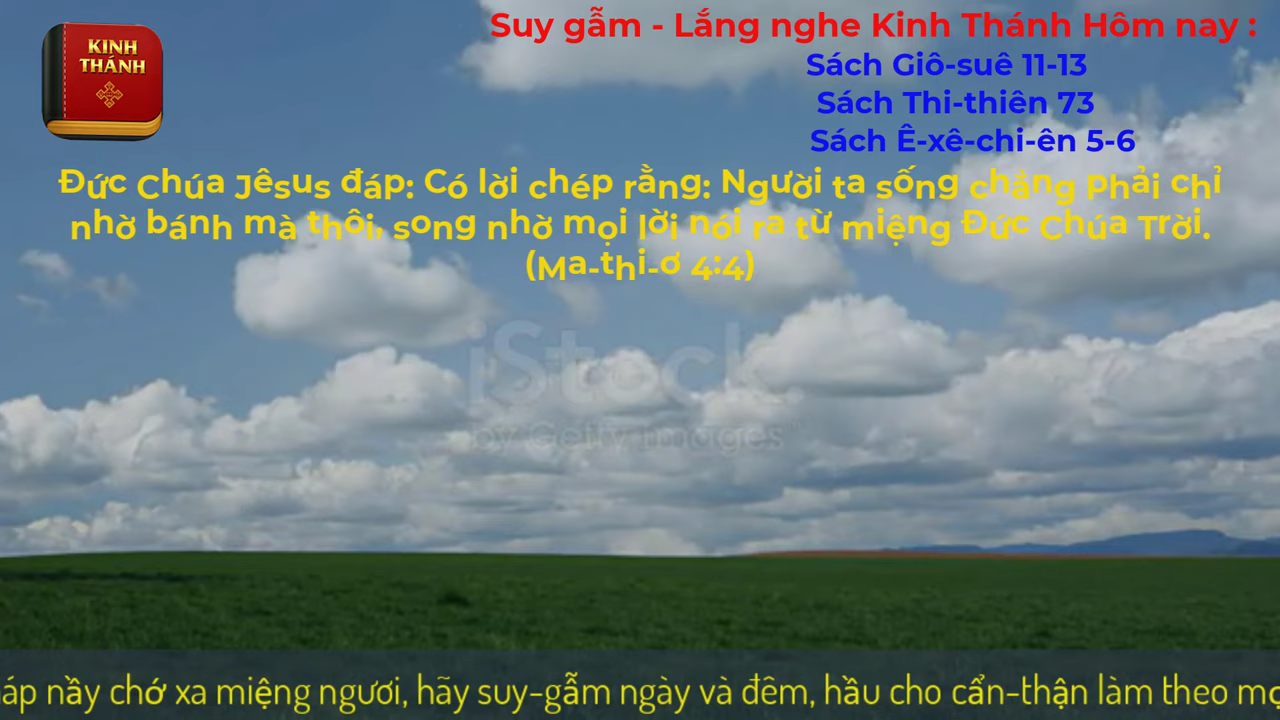 Suy gẫm - Lắng nghe Kinh Thánh Hôm nay :
KINH
THÁNH
Sách Giô-suê 11-13
Sách Thi-thiên 73
Sách Ê-xê-chi-ên 5-6
Đức Chúa Jêsus đáp: Có lời chép rằng: Người ta sống chẳng phải chỉ
nhờ bánh mà thôi, song nhờ mọi lời nói ra từ miệng Đức Chúa Trời.
(Ma-thi-ơ 4:4)
iStock
by Getty Images™
áp nầy chớ xa miệng ngươi, hãy suy-gẫm ngày và đêm, hầu cho cẩn-thận làm theo mọ